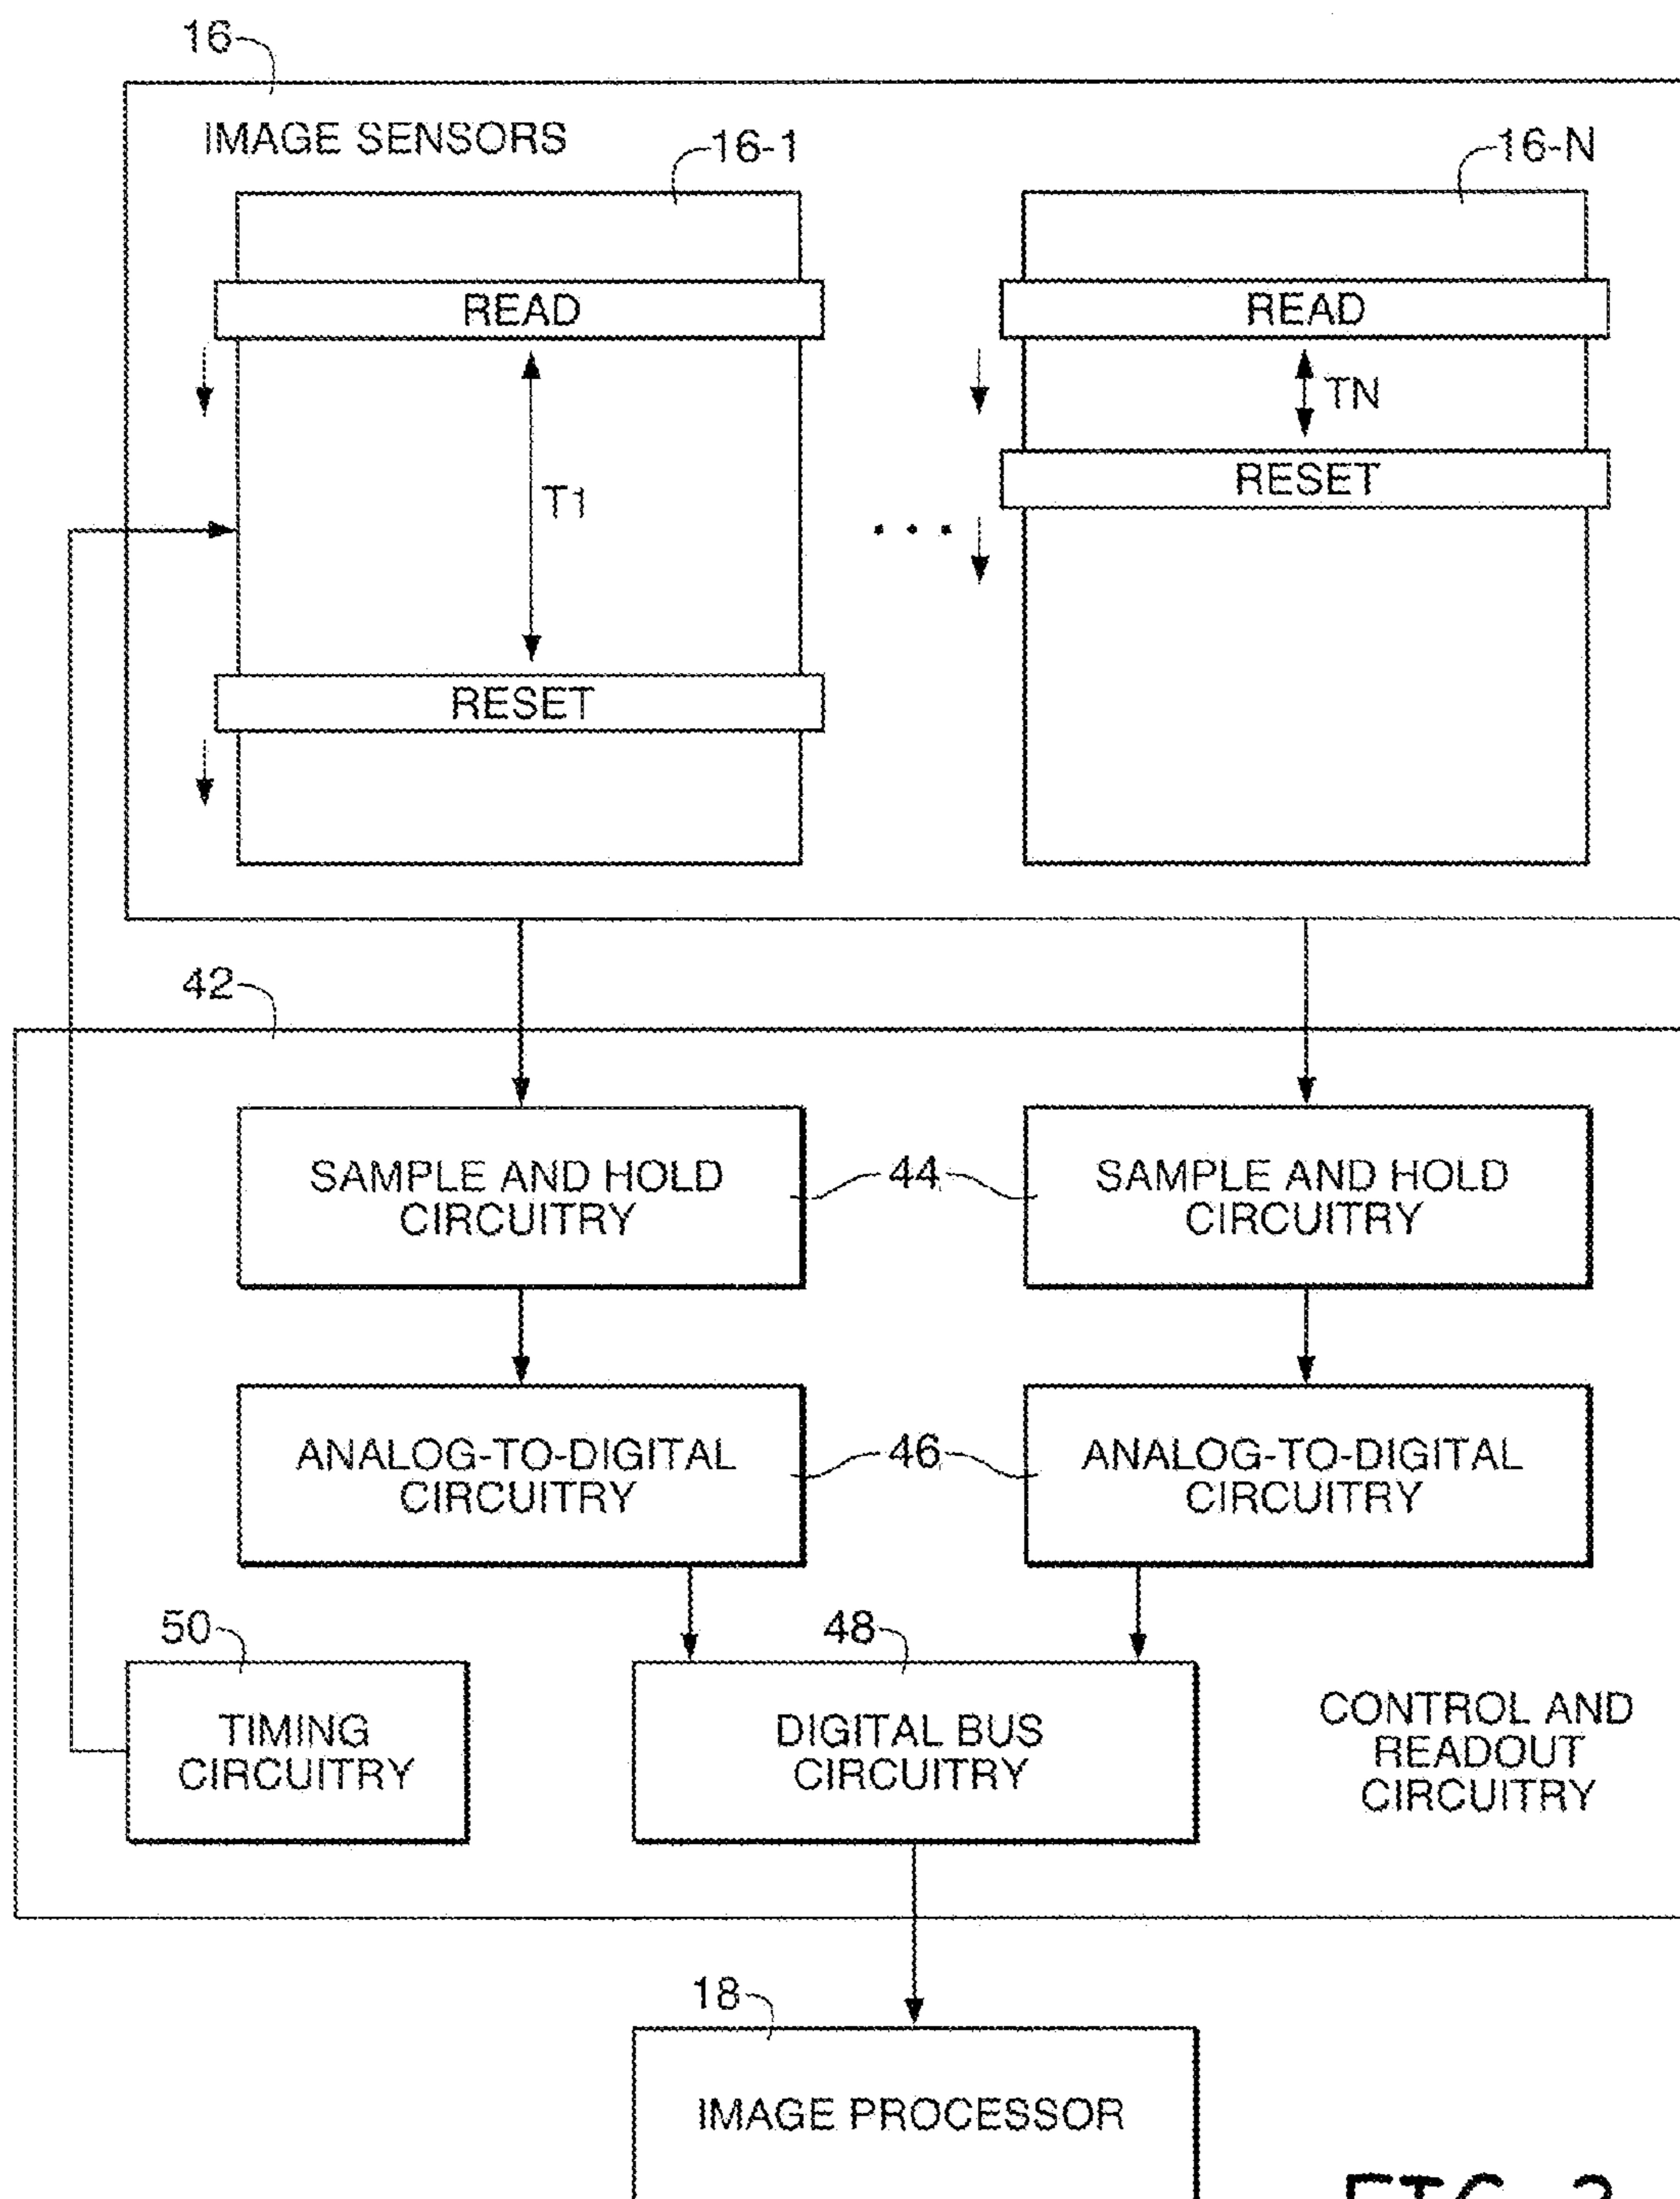 16
IMAGE SENSORS
16-1
16-N
READ
READ
TN
T1
RESET
. . .
RESET
42
SAMPLE AND HOLD
CIRCUITRY
44
SAMPLE AND HOLD
CIRCUITRY
ANALOG-TO-DIGITAL
CIRCUITRY
46
ANALOG-TO-DIGITAL
CIRCUITRY
50
48
TIMING
CIRCUITRY
DIGITAL BUS
CIRCUITRY
CONTROL AND
READOUT
CIRCUITRY
18
IMAGE PROCESSOR